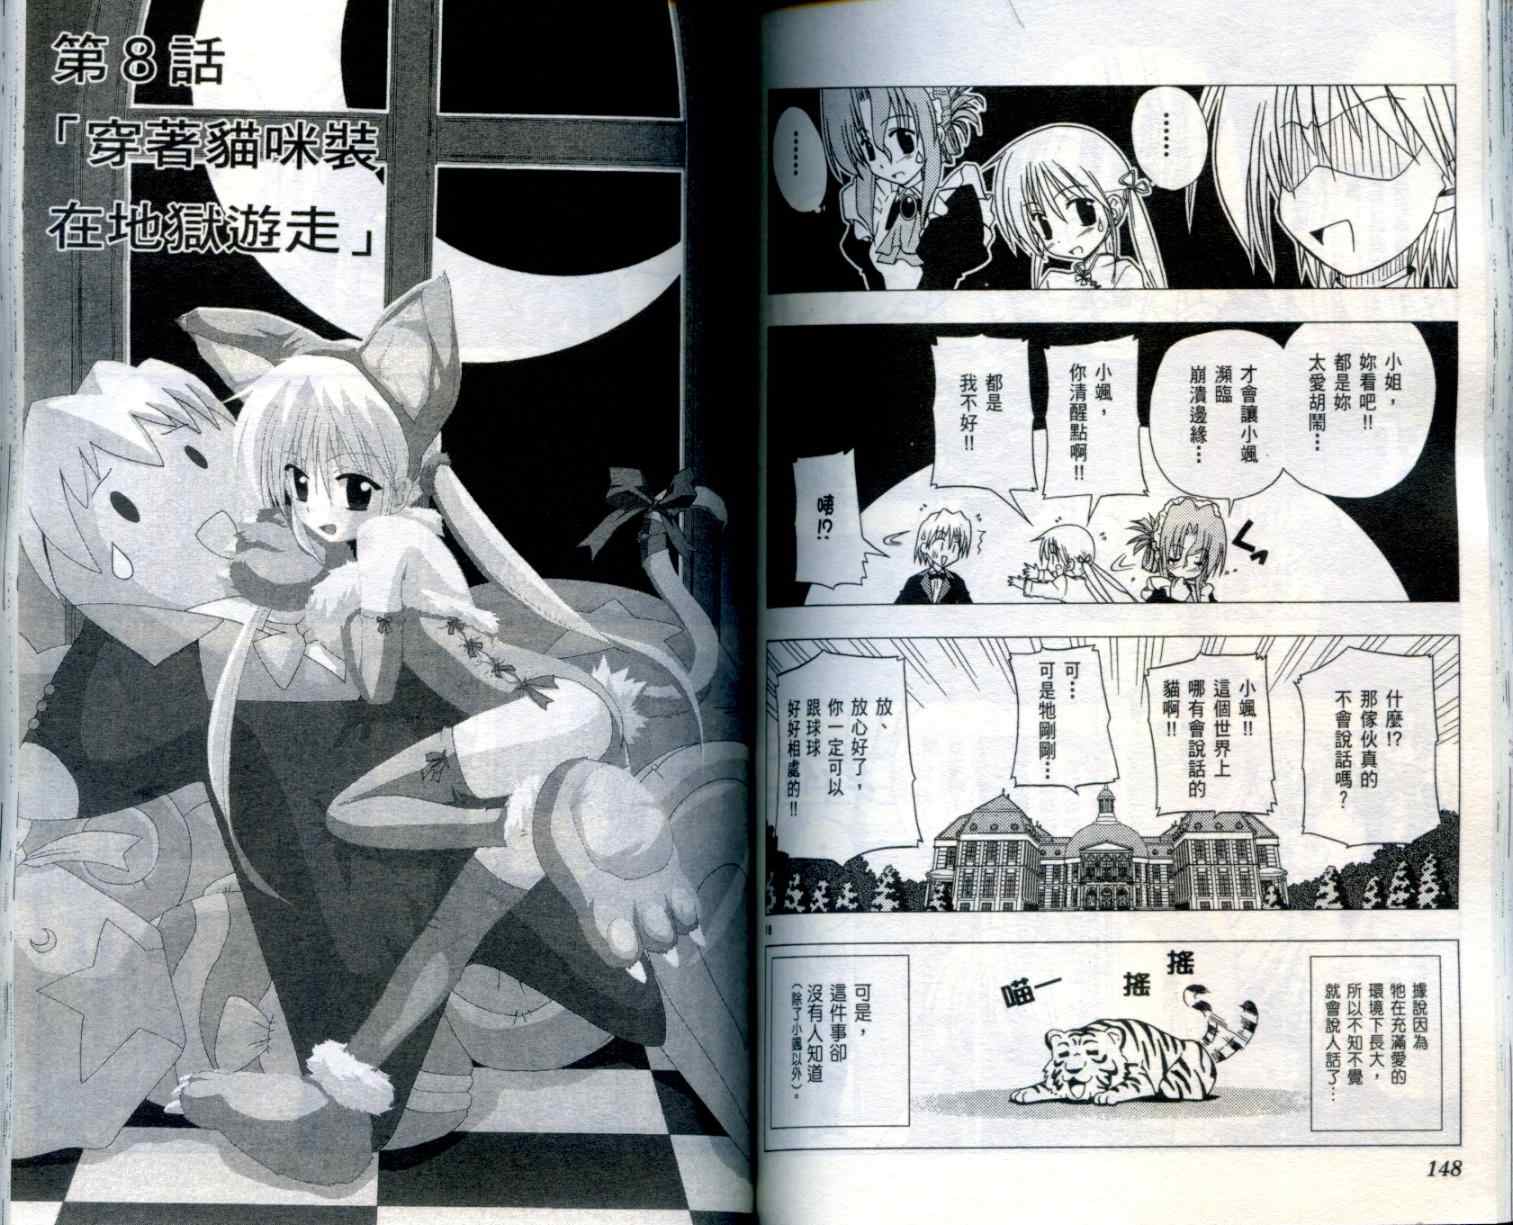 ……
……
小姐，
妳看吧!!
都是妳
太愛胡鬧…
才會讓小颯
瀕臨
崩潰邊緣…
小颯，
你清醒點啊!!
都是
我不好!!
唔!?
什麼!?
那傢伙真的
不會說話嗎?
小颯!!
這個世界上
哪有會說話的
貓啊!!
可…
可是牠剛剛…
放、
放心好了，
你一定可以
跟球球
好好相處的!!
據說因為
牠在充滿愛的
環境下長大，
所以不知不覺
就會說人話了…
搖
搖
喵—
可是，
這件事卻
沒有人知道
(除了小颯以外)。
148
第8話
「穿著貓咪裝
在地獄遊走」